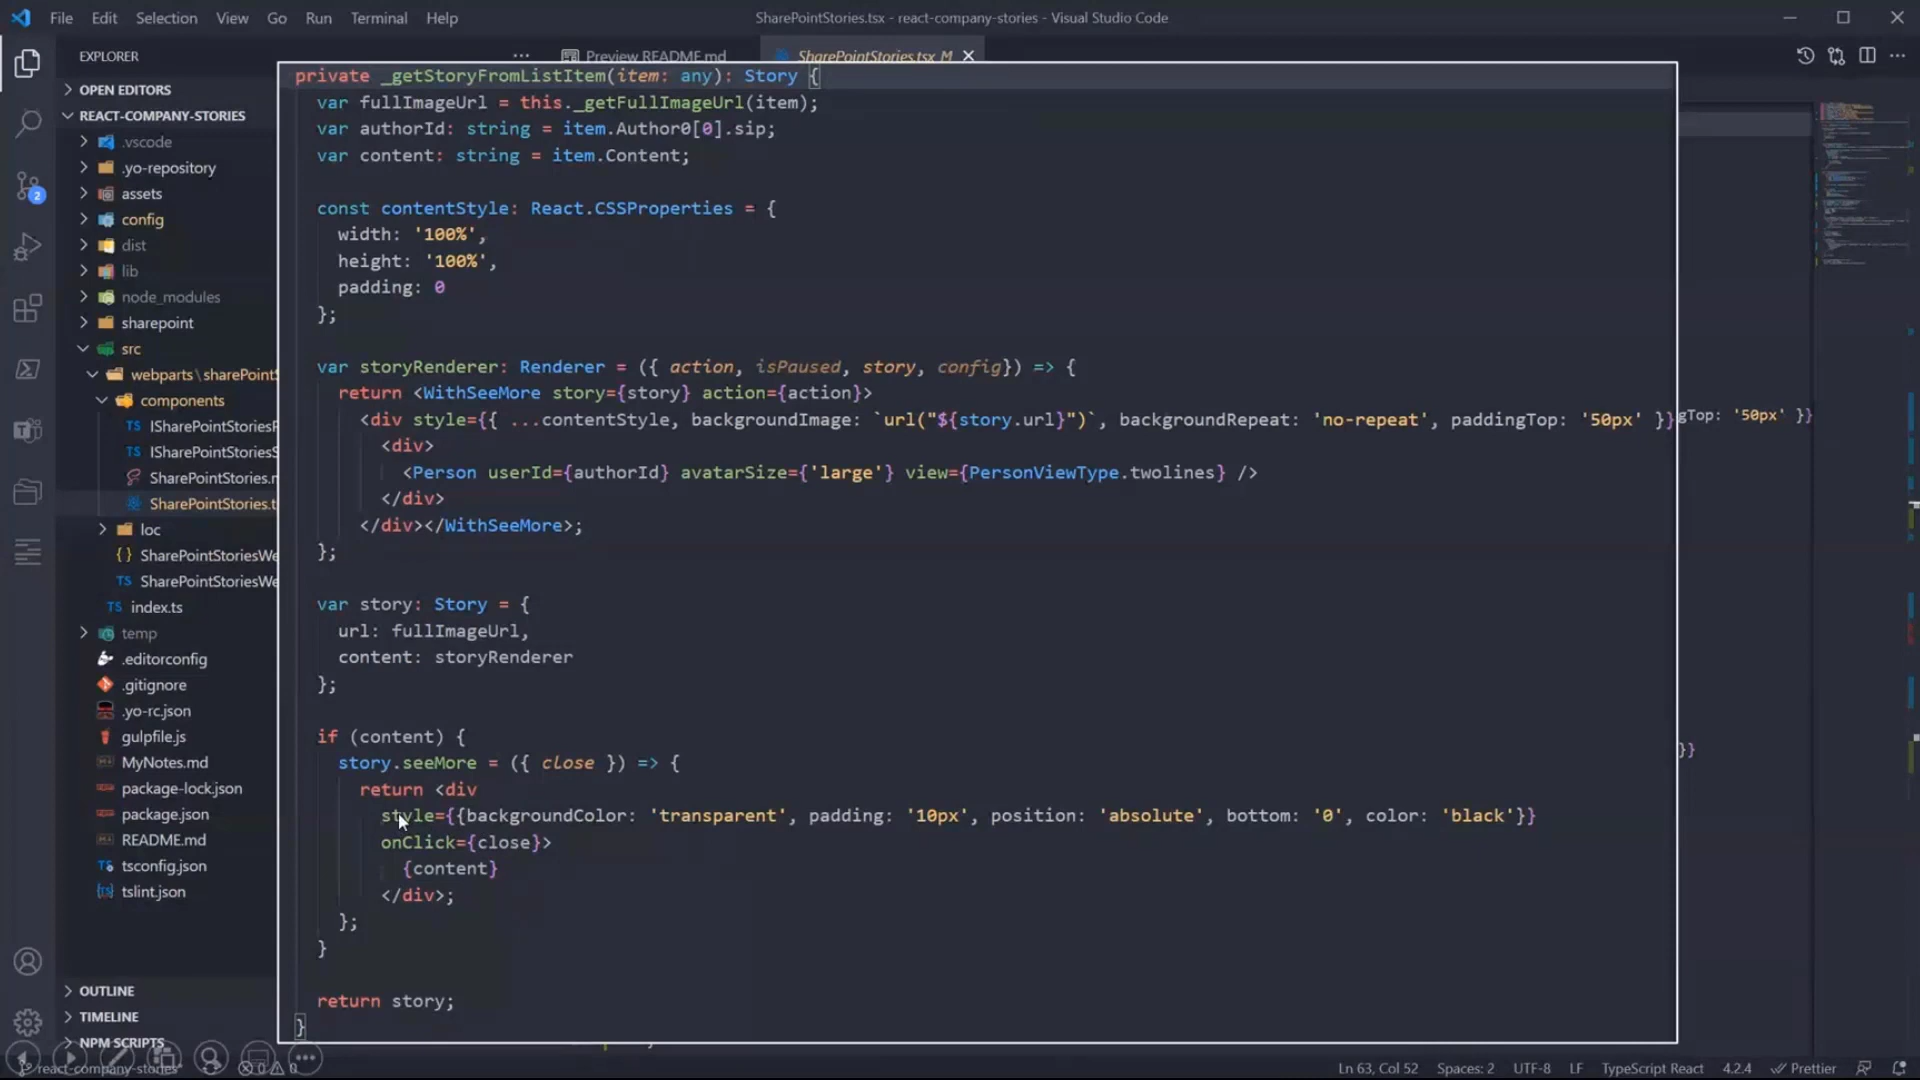 File Edit Selection View Go Run Terminal Help
SharePointStories.tsx - react-company-stories - Visual Studio Code
EXPLORER
Preview README.md
SharePointStories.tsx M
OPEN EDITORS
REACT-COMPANY-STORIES
.vscode
.yo-repository
assets
config
dist
lib
node_modules
sharepoint
src
webparts\sharePointS
components
ISharePointStoriesP
ISharePointStoriesS
SharePointStories.n
SharePointStories.t
loc
SharePointStoriesWe
SharePointStoriesWe
index.ts
temp
.editorconfig
.gitignore
.yo-rc.json
gulpfile.js
MyNotes.md
package-lock.json
package.json
README.md
tsconfig.json
tslint.json
OUTLINE
TIMELINE
NPM SCRIPTS
private _getStoryFromListItem(item: any): Story {
var fullImageUrl = this._getFullImageUrl(item);
var authorId: string = item.Author0[0].sip;
var content: string = item.Content;
const contentStyle: React.CSSProperties = {
width: '100%',
height: '100%',
padding: 0
};
var storyRenderer: Renderer = ({ action, isPaused, story, config}) => {
return <WithSeeMore story={story} action={action}>
<div style={{ ...contentStyle, backgroundImage: `url("${story.url}")`, backgroundRepeat: 'no-repeat', paddingTop: '50px' }}
gTop: '50px' }}
<div>
<Person userId={authorId} avatarSize={'large'} view={PersonViewType.twolines} />
</div>
</div></WithSeeMore>;
};
var story: Story = {
url: fullImageUrl,
content: storyRenderer
};
if (content) {
story.seeMore = ({ close }) => {
}}
return <div
style={{backgroundColor: 'transparent', padding: '10px', position: 'absolute', bottom: '0', color: 'black'}}
onClick={close}>
{content}
</div>;
};
}
return story;
}
2
react-company-stories*
0 0
Ln 63, Col 52 Spaces: 2 UTF-8 LF TypeScript React 4.2.4 Prettier